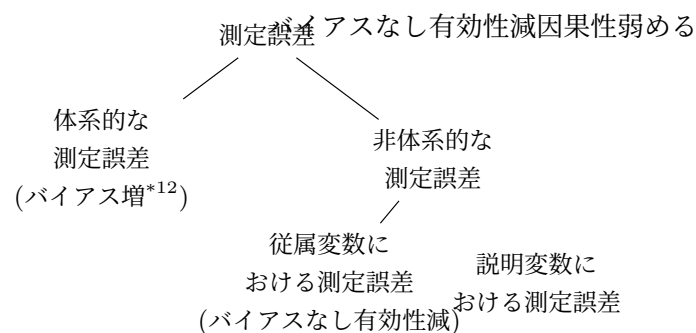 測定誤差
バイアスなし有効性減因果性弱める
体系的な
測定誤差
(バイアス増*12)
非体系的な
測定誤差
従属変数に
おける測定誤差
(バイアスなし有効性減)
説明変数に
おける測定誤差